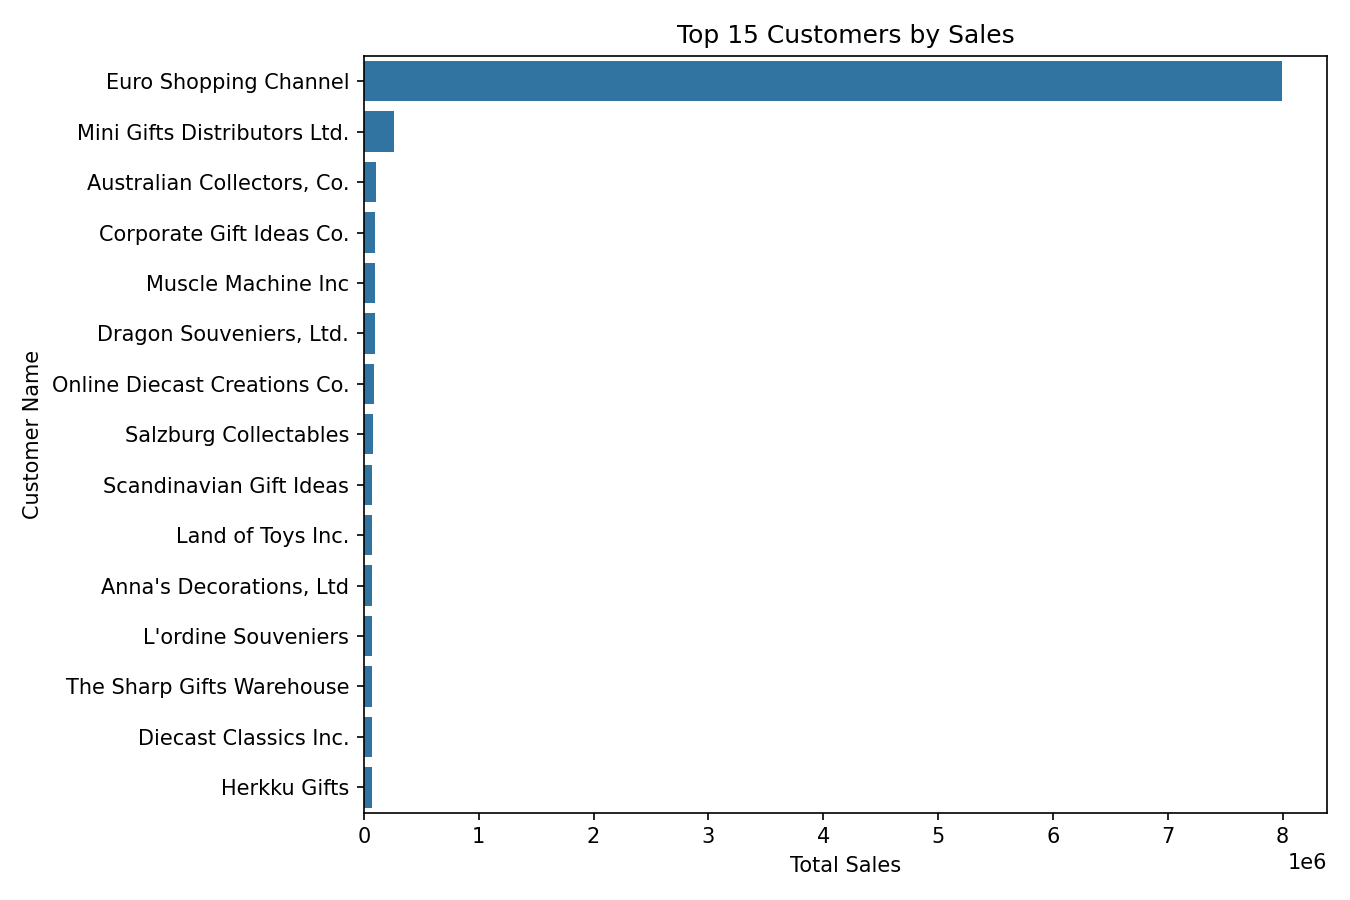 Top 15 Customers by Sales
Customer Name
Euro Shopping Channel
Mini Gifts Distributors Ltd.
Australian Collectors, Co.
Corporate Gift Ideas Co.
Muscle Machine Inc
Dragon Souveniers, Ltd.
Online Diecast Creations Co.
Salzburg Collectables
Scandinavian Gift Ideas
Land of Toys Inc.
Anna's Decorations, Ltd
L'ordine Souveniers
The Sharp Gifts Warehouse
Diecast Classics Inc.
Herkku Gifts
0 1 2 3 4 5 6 7 8
1e6
Total Sales